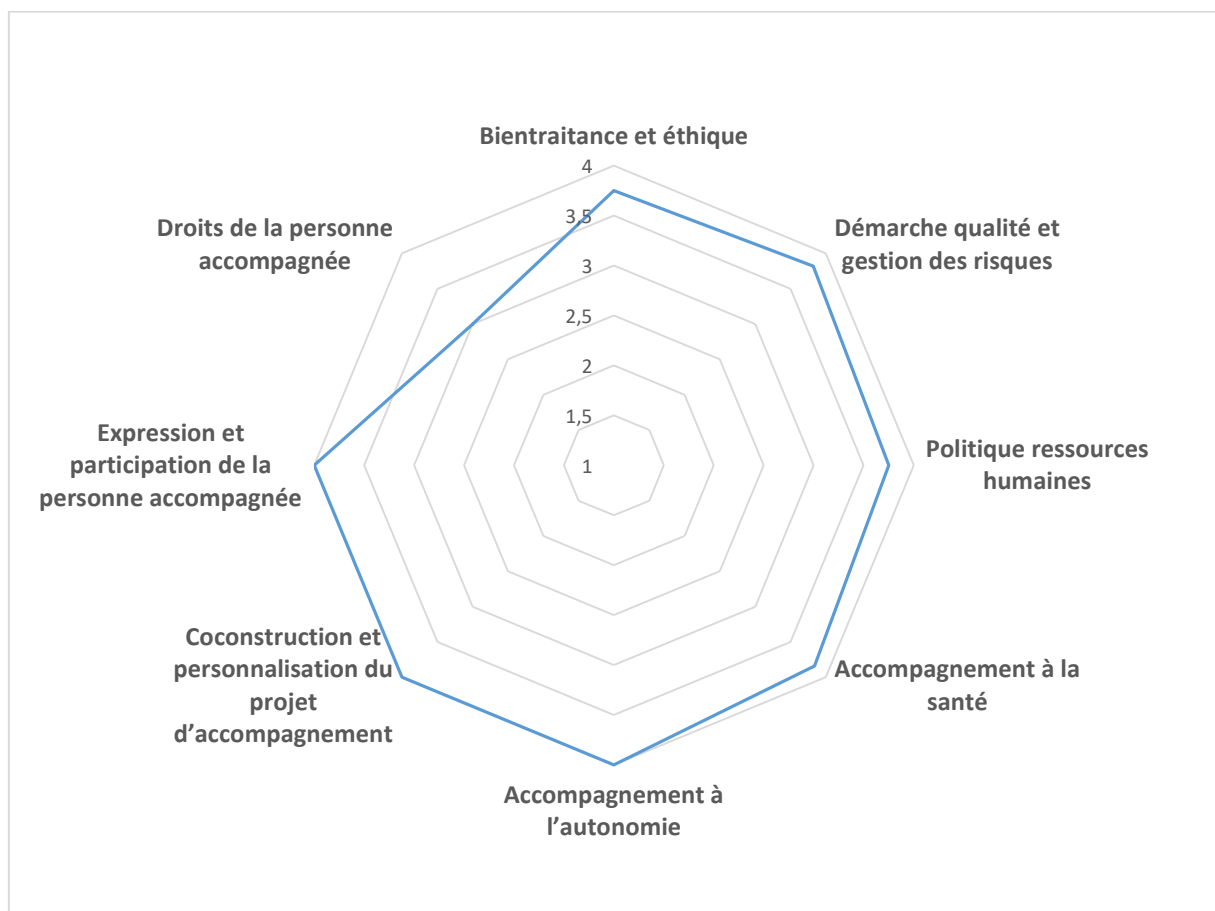 Bientraitance et éthique
4
3,5
3
2,5
2
1,5
1
Démarche qualité et
gestion des risques
Politique ressources
humaines
Accompagnement à la
santé
Accompagnement à
l’autonomie
Coconstruction et
personnalisation du
projet
d’accompagnement
Expression et
participation de la
personne accompagnée
Droits de la personne
accompagnée